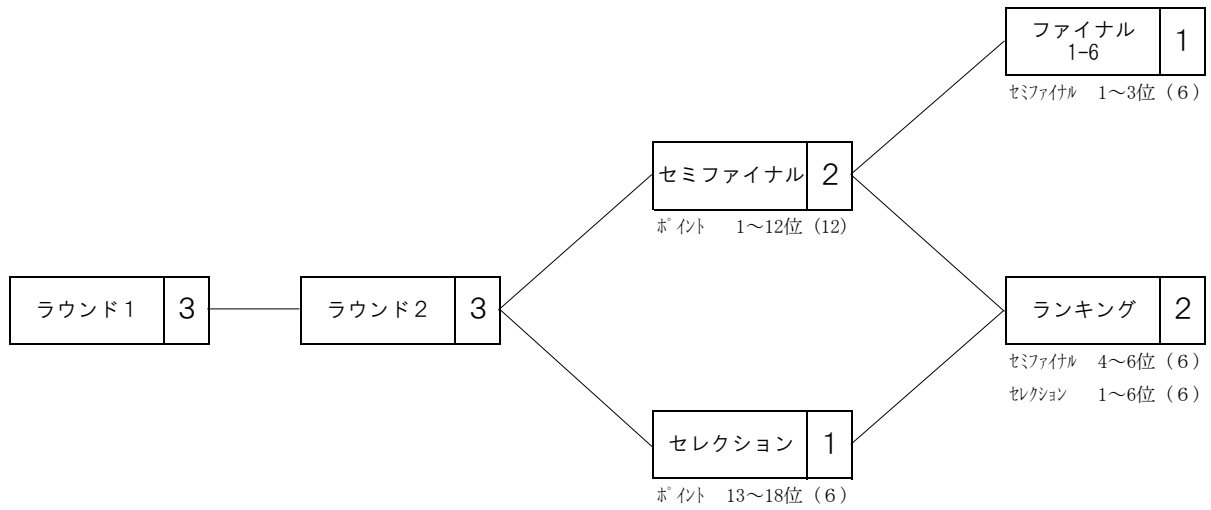 ファイナル
1-6
1
ｾﾐﾌｧｲﾅﾙ 1～3位（６）
セミファイナル 2
ﾎﾟｲﾝﾄ 1～12位（12）
ラウンド１ 3
ラウンド２ 3
ランキング 2
ｾﾐﾌｧｲﾅﾙ 4～6位（６）
ｾﾚｸｼｮﾝ 1～6位（６）
セレクション 1
ﾎﾟｲﾝﾄ 13～18位（６）